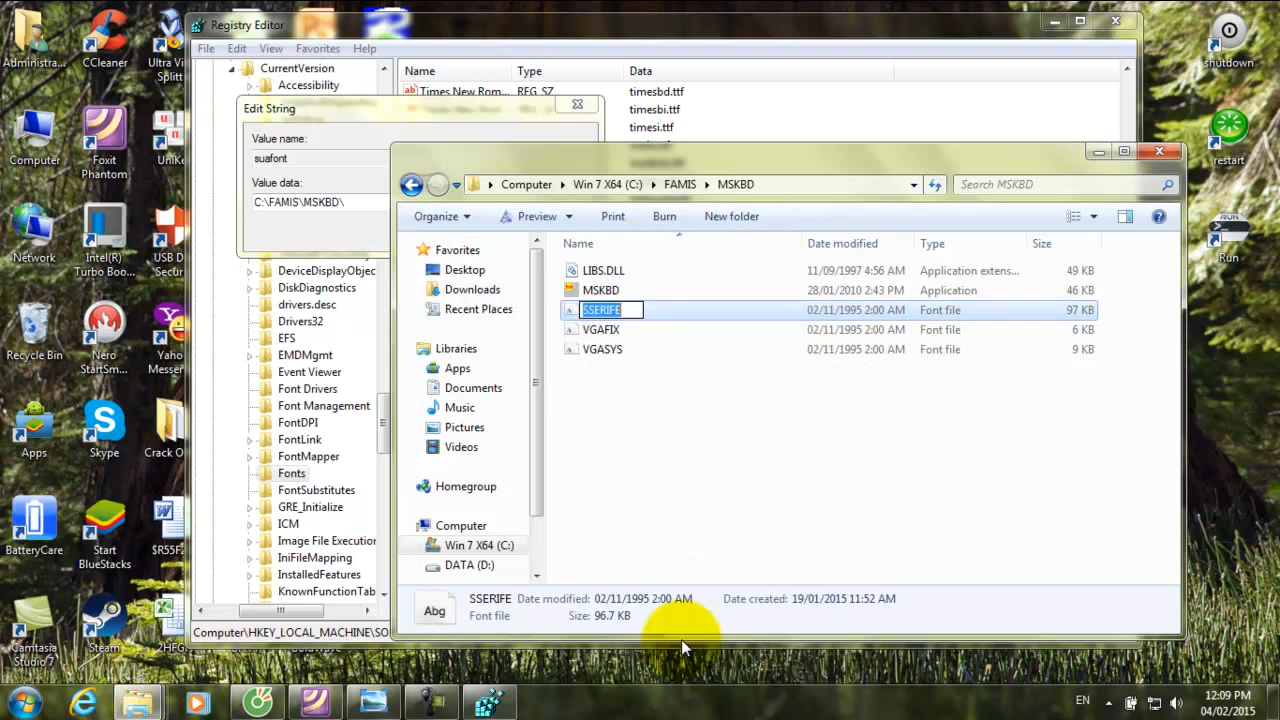 Administra...
CCleaner
Ultra Vi
Splitt
shutdown
Computer
Foxit
Phantom
UniKe
restart
Network
Intel(R)
Turbo Boo...
USB D
Secur
Run
Recycle Bin
Nero
StartSm...
Yaho
Messer
Apps
Skype
Crack O
BatteryCare
Start
BlueStacks
$R55F2
Camtasia
Studio 7
Steam
2HFG
Registry Editor
File Edit View Favorites Help
CurrentVersion
Accessibility
DeviceDisplayObjec
DiskDiagnostics
drivers.desc
Drivers32
EFS
EMDMgmt
Event Viewer
Font Drivers
Font Management
FontDPI
FontLink
FontMapper
Fonts
FontSubstitutes
GRE_Initialize
ICM
Image File Execution
IniFileMapping
InstalledFeatures
KnownFunctionTab
Computer\HKEY_LOCAL_MACHINE\SO
Name Type Data
Times New Rom... REG_SZ timesbd.ttf
timesbi.ttf
timesi.ttf
Edit String
Value name:
suafont
Value data:
C:\FAMIS\MSKBD\
Computer Win 7 X64 (C:) FAMIS MSKBD
Search MSKBD
Organize Preview Print Burn New folder
Favorites
Desktop
Downloads
Recent Places
Libraries
Apps
Documents
Music
Pictures
Videos
Homegroup
Computer
Win 7 X64 (C:)
DATA (D:)
Name Date modified Type Size
LIBS.DLL 11/09/1997 4:56 AM Application extens... 49 KB
MSKBD 28/01/2010 2:43 PM Application 46 KB
SSERIFE 02/11/1995 2:00 AM Font file 97 KB
VGAFIX 02/11/1995 2:00 AM Font file 6 KB
VGASYS 02/11/1995 2:00 AM Font file 9 KB
Abg
SSERIFE Date modified: 02/11/1995 2:00 AM Date created: 19/01/2015 11:52 AM
Font file Size: 96.7 KB
EN
12:09 PM
04/02/2015